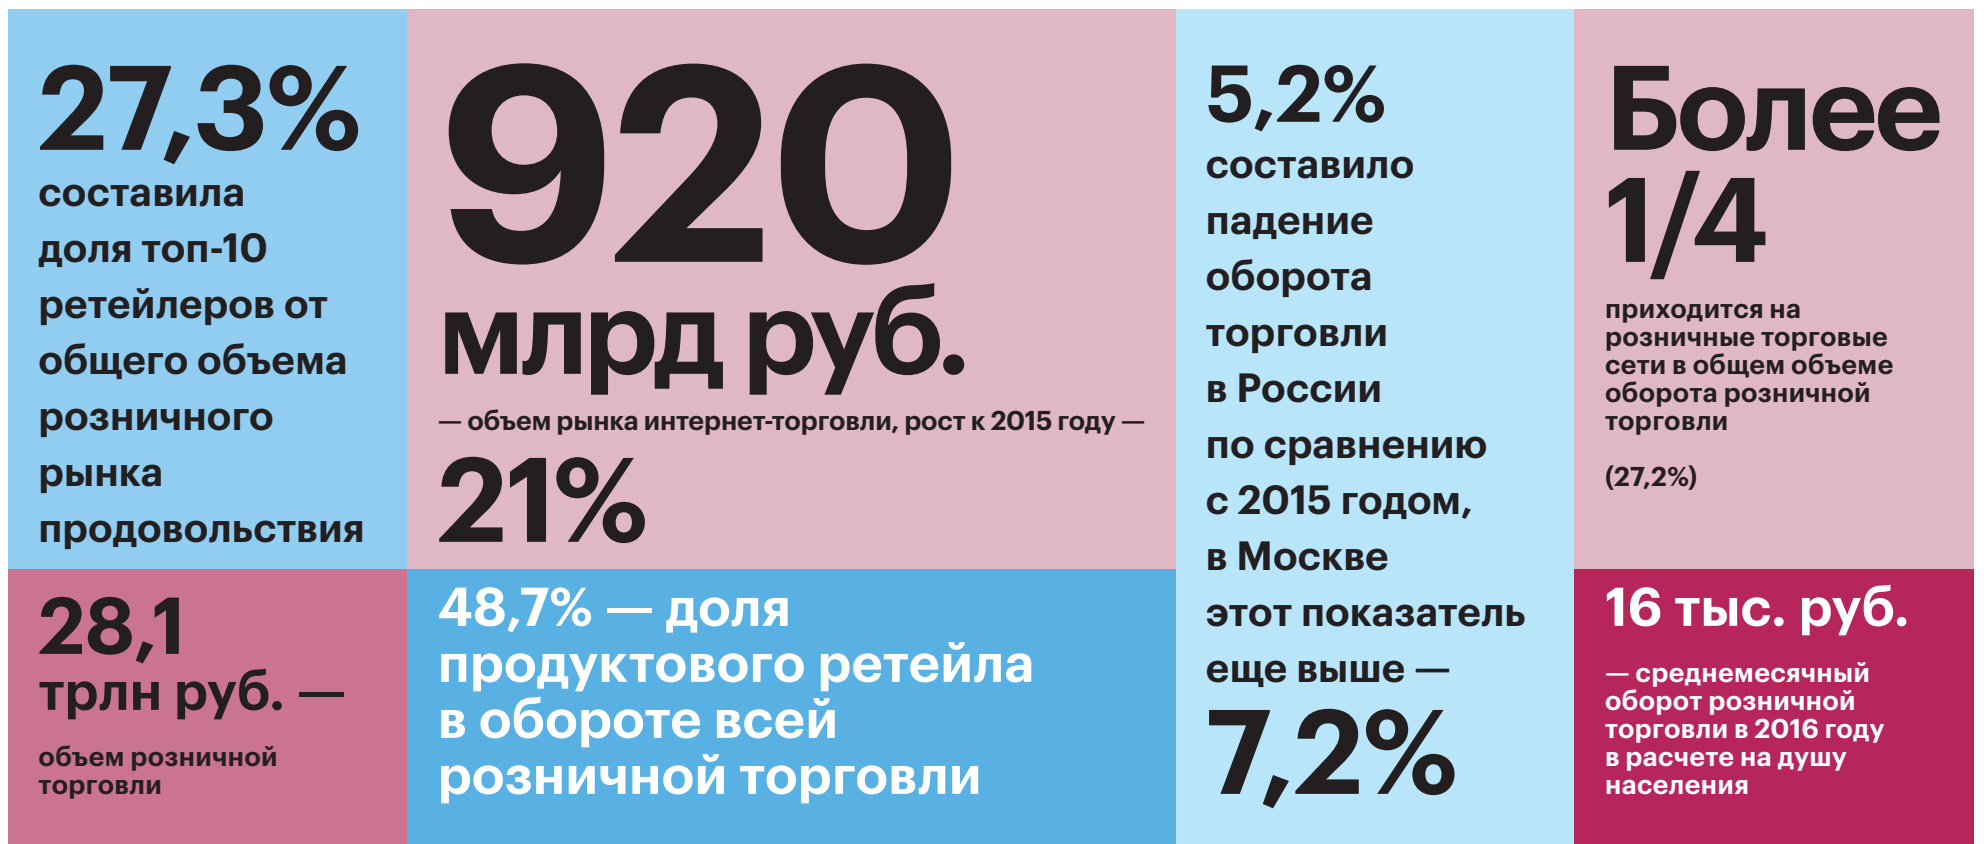 27,3%
составила
доля топ-10
ретейлеров от
общего объема
розничного
рынка
продовольствия
28,1
трлн руб. —
объем розничной
торговли
920
млрд руб.
— объем рынка интернет-торговли, рост к 2015 году —
21%
48,7% — доля
продуктового ретейла
в обороте всей
розничной торговли
5,2%
составило
падение
оборота
торговли
в России
по сравнению
с 2015 годом,
в Москве
этот показатель
еще выше —
7,2%
Более
1/4
приходится на
розничные торговые
сети в общем объеме
оборота розничной
торговли
(27,2%)
16 тыс. руб.
— среднемесячный
оборот розничной
торговли в 2016 году
в расчете на душу
населения